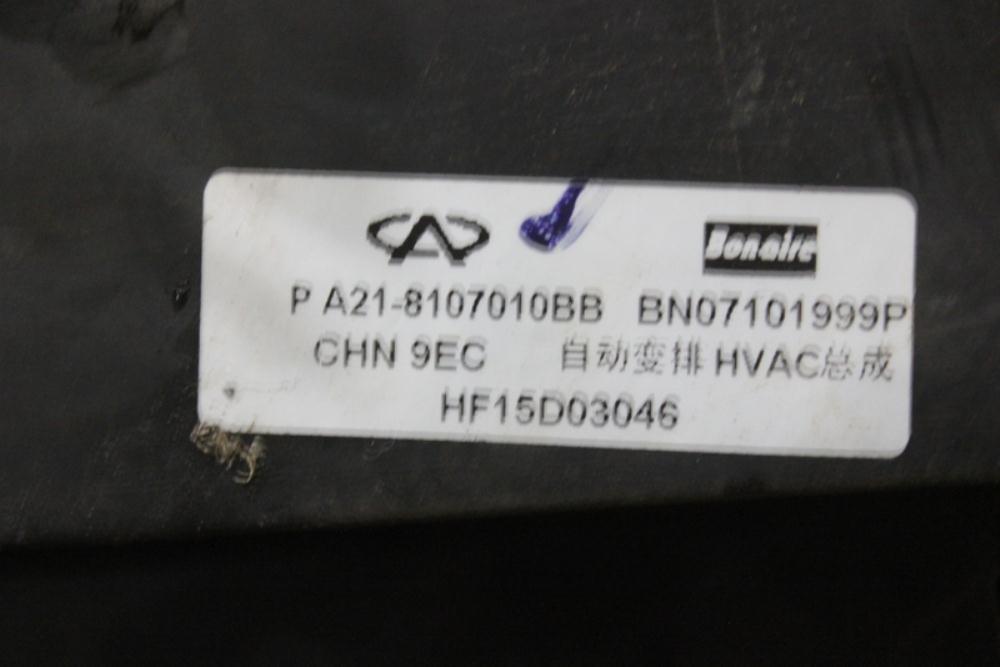 Bonaire
P A21-8107010BB BN07101999P
CHN 9EC 自动变排 HVAC总成
HF15D03046